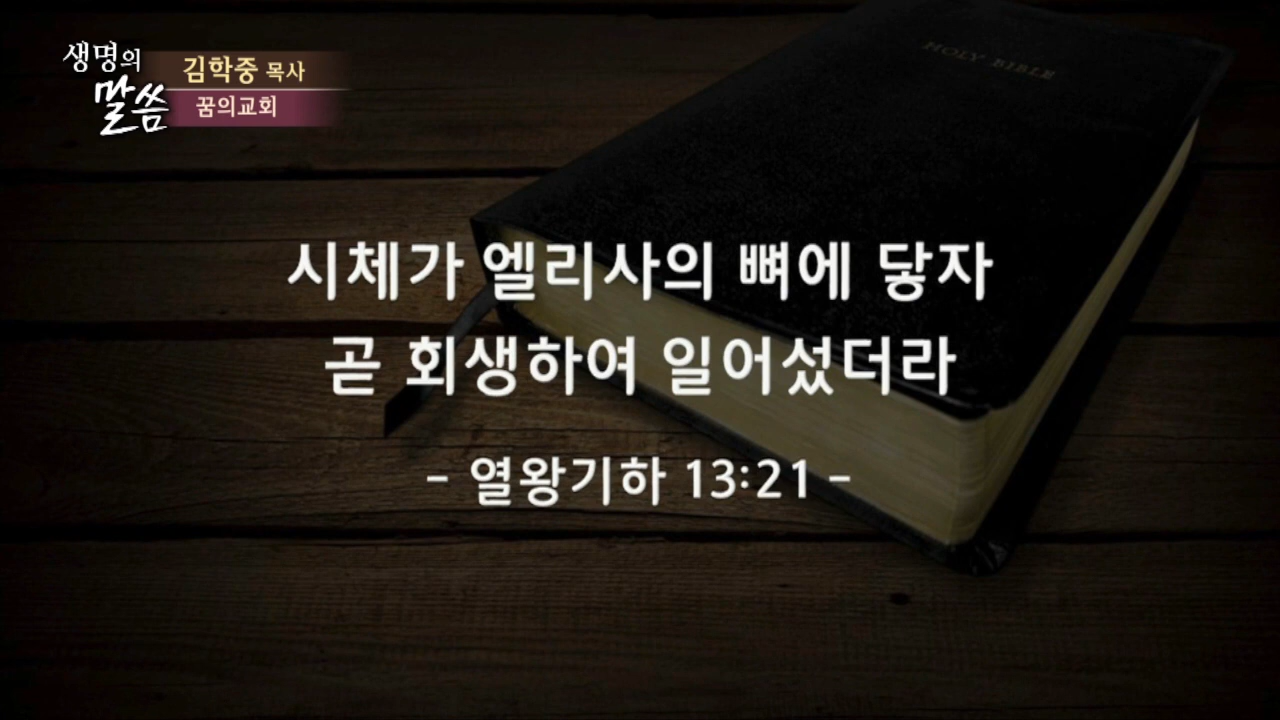 생명의
말씀
김학중 목사
꿈의교회
HOLY BIBLE
시체가 엘리사의 뼈에 닿자
곧 회생하여 일어섰더라
- 열왕기하 13:21 -